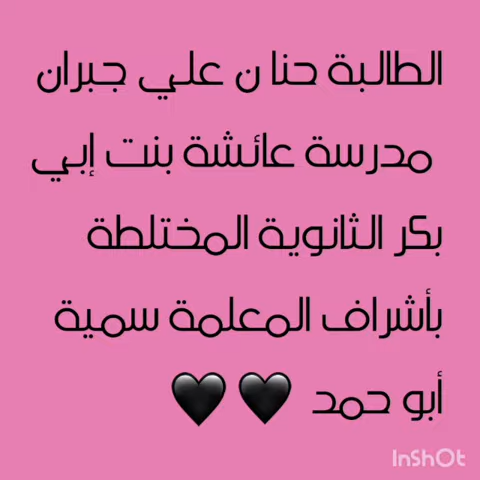 الطالبة حنا ن علي جبران
مدرسة عائشة بنت إبي
بكر الثانوية المختلطة
بأشراف المعلمة سمية
أبو حمد 🖤 🖤
InShOt